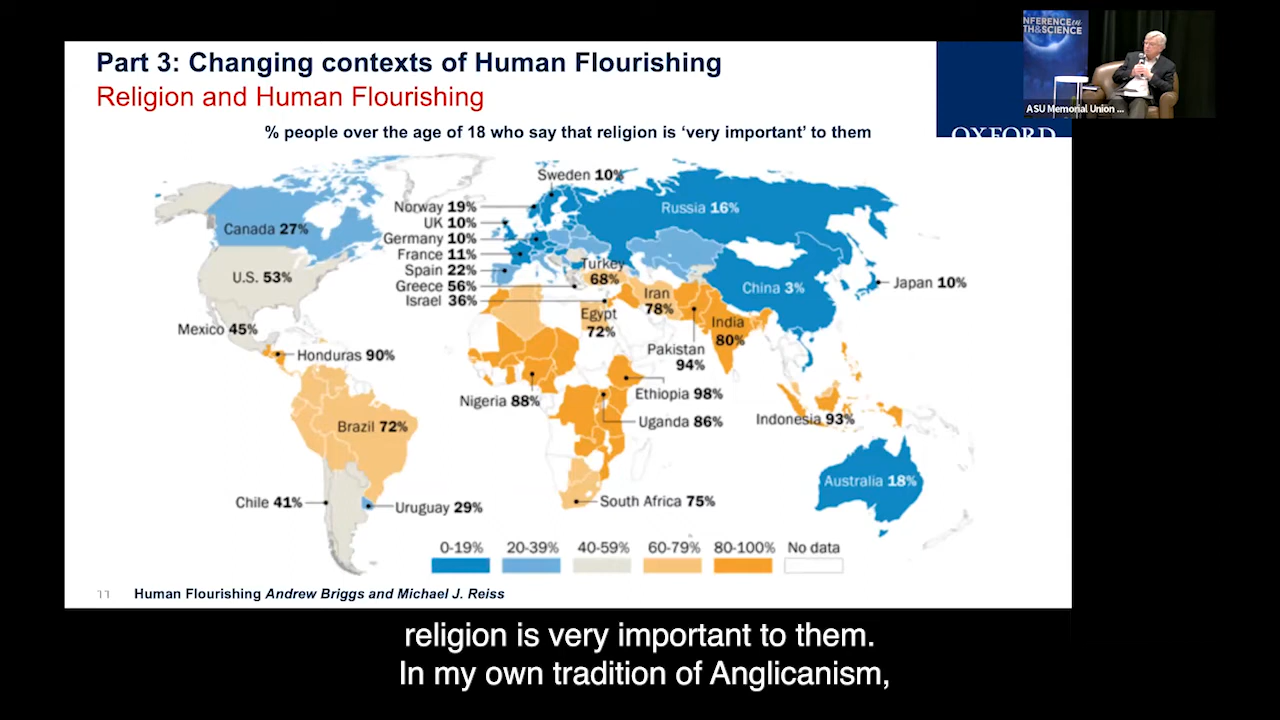 Part 3: Changing contexts of Human Flourishing
Religion and Human Flourishing
% people over the age of 18 who say that religion is ‘very important’ to them
OXFORD
TH&SCIENCE
ASU Memorial Union ...
Sweden 10%
Norway 19%
UK 10%
Germany 10%
France 11%
Spain 22%
Greece 56%
Israel 36%
Russia 16%
Canada 27%
U.S. 53%
Mexico 45%
Honduras 90%
Turkey
68%
Iran
78%
Egypt
72%
China 3%
Japan 10%
India
80%
Pakistan
94%
Nigeria 88%
Ethiopia 98%
Uganda 86%
Indonesia 93%
Brazil 72%
Chile 41%
Uruguay 29%
South Africa 75%
Australia 18%
0-19% 20-39% 40-59% 60-79% 80-100% No data
11 Human Flourishing Andrew Briggs and Michael J. Reiss
religion is very important to them.
In my own tradition of Anglicanism,